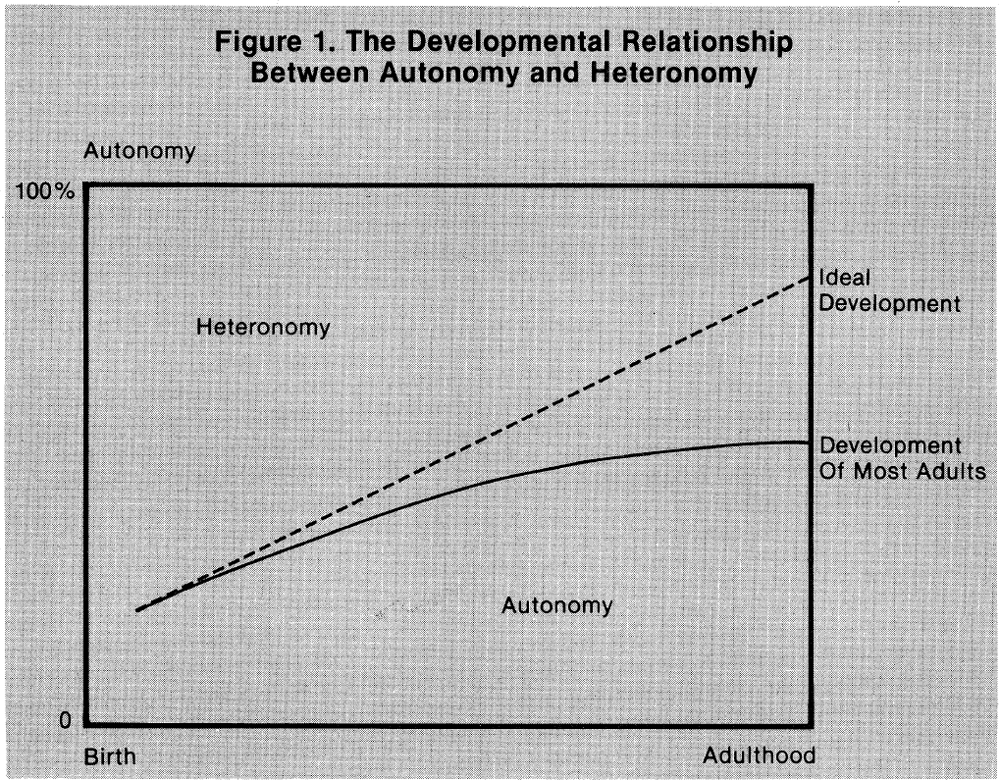 Figure 1. The Developmental Relationship
Between Autonomy and Heteronomy
Autonomy
100%
Ideal
Development
Heteronomy
Development
Of Most Adults
Autonomy
0
Birth
Adulthood